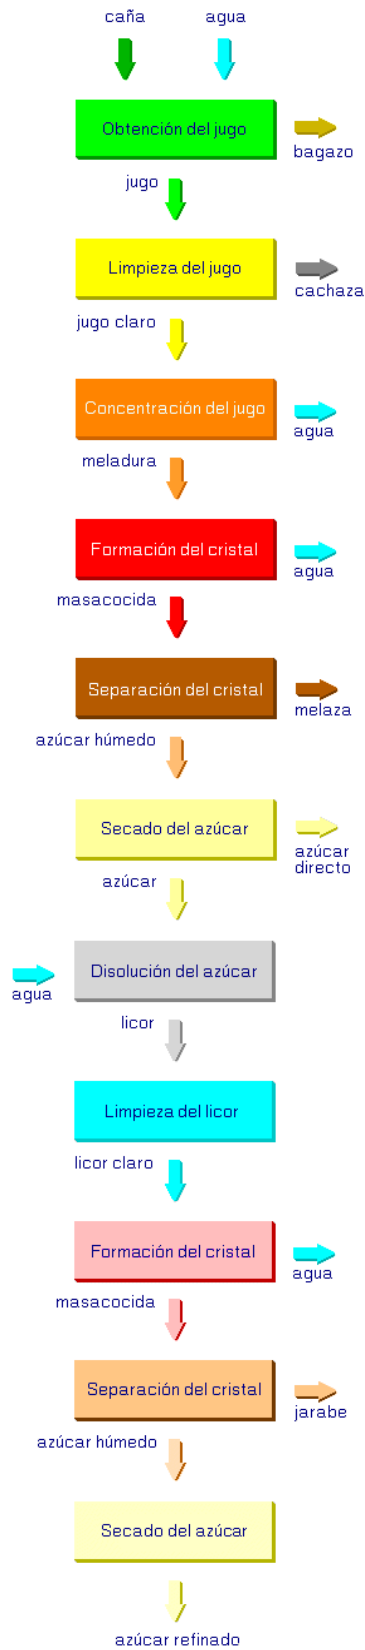 caña
agua
Obtención del jugo
bagazo
jugo
Limpieza del jugo
cachaza
jugo claro
Concentración del jugo
agua
meladura
Formación del cristal
agua
masacocida
Separación del cristal
melaza
azúcar húmedo
Secado del azúcar
azúcar
directo
azúcar
Disolución del azúcar
agua
licor
Limpieza del licor
licor claro
Formación del cristal
agua
masacocida
Separación del cristal
jarabe
azúcar húmedo
Secado del azúcar
azúcar refinado